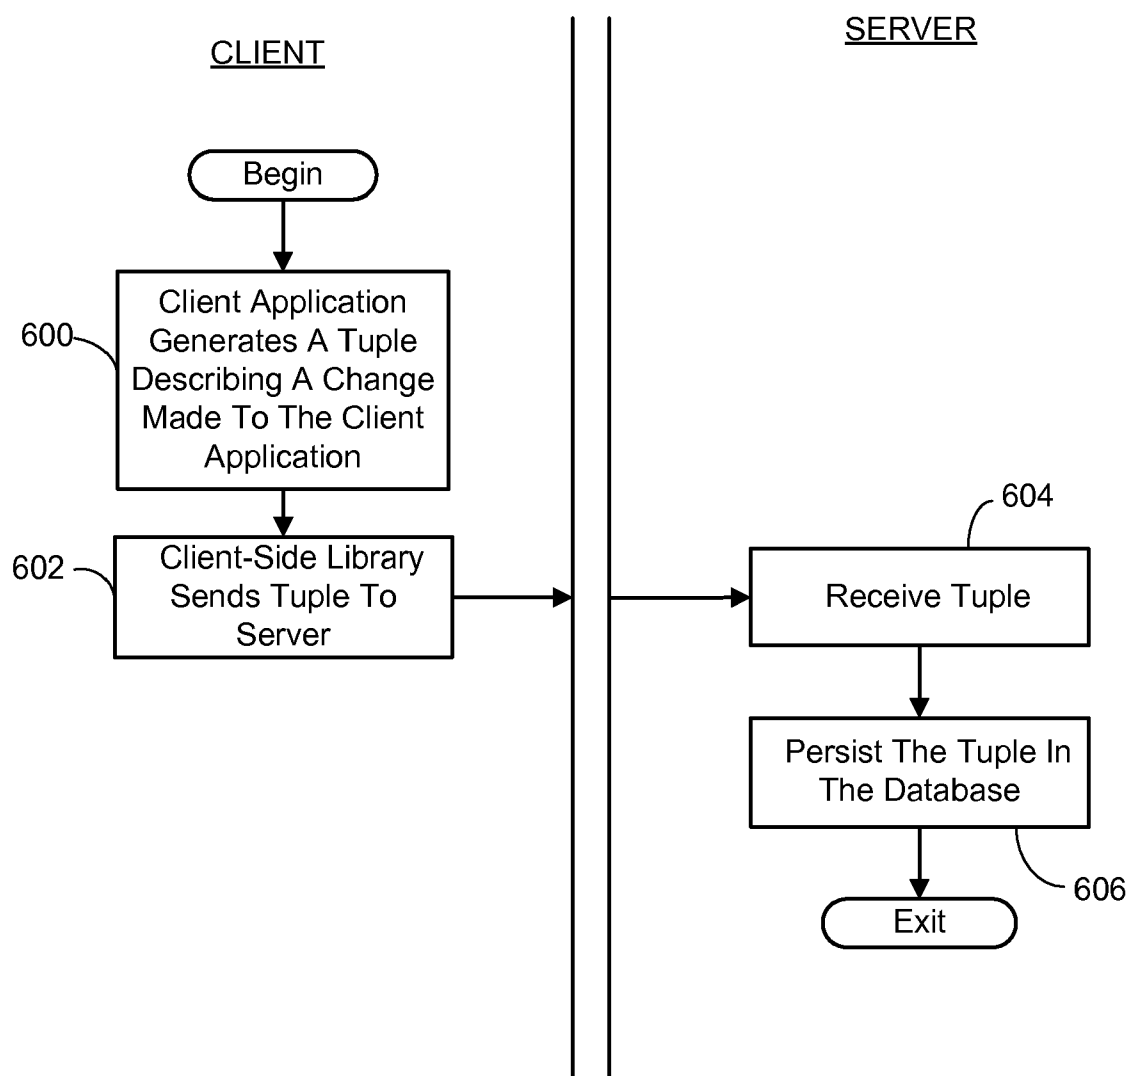 CLIENT
SERVER
Begin
600
Client Application
Generates A Tuple
Describing A Change
Made To The Client
Application
602
Client-Side Library
Sends Tuple To
Server
604
Receive Tuple
Persist The Tuple In
The Database
606
Exit